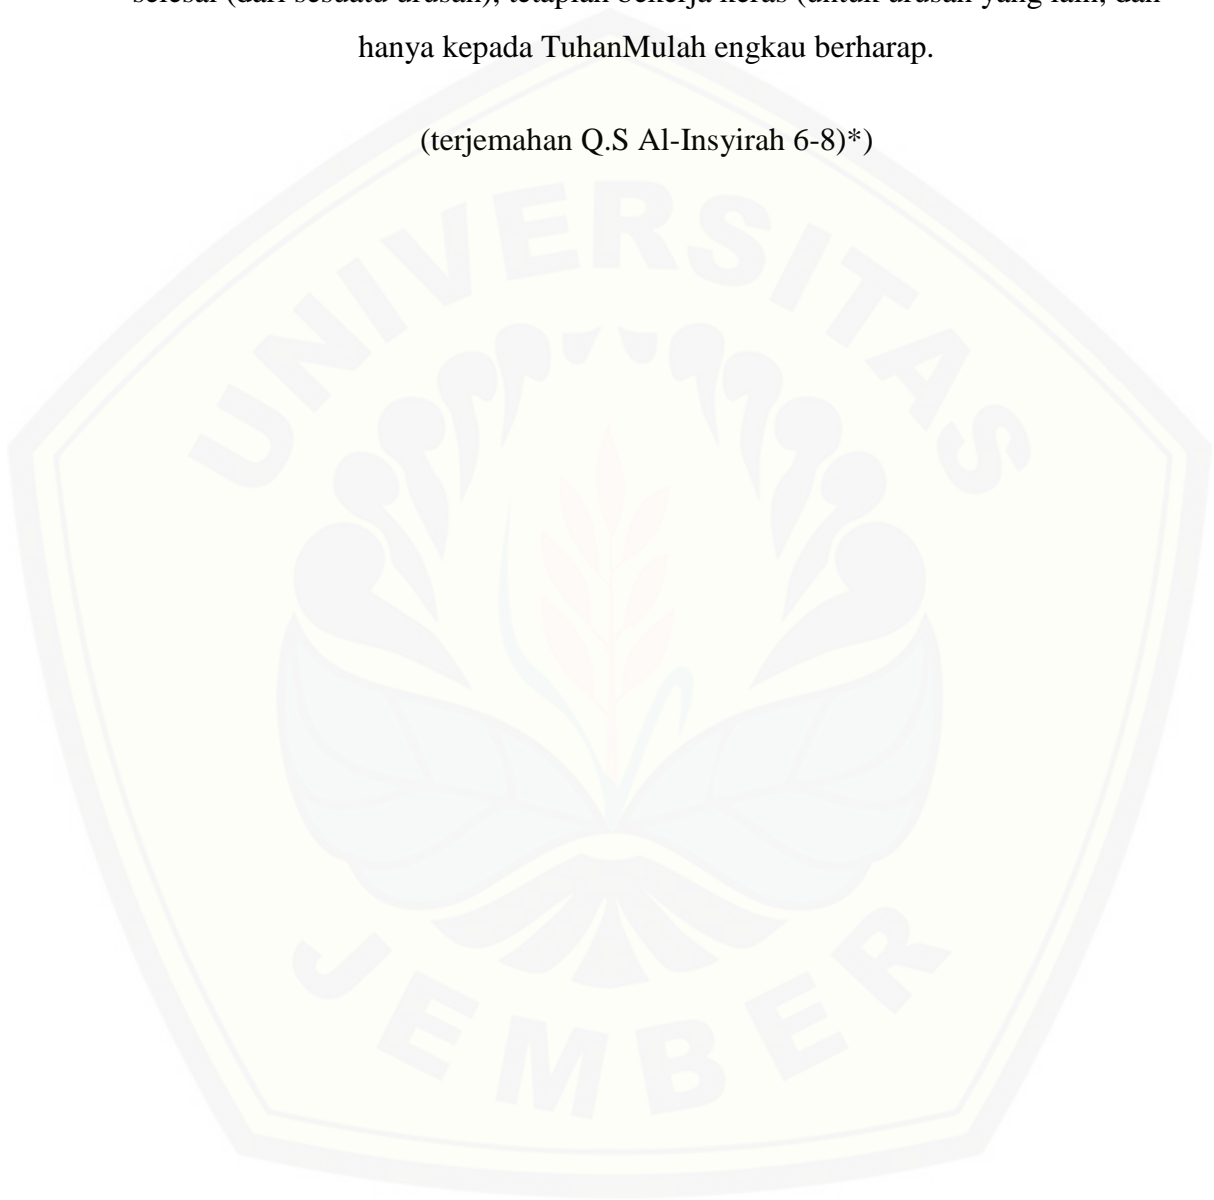 selesai (dari sesuatu urusan), tetaplah bekerja keras (untuk urusan yang lain, dan
hanya kepada TuhanMulah engkau berharap.
(terjemahan Q.S Al-Insyirah 6-8)*)
UNIVERSITAS
JEMBER